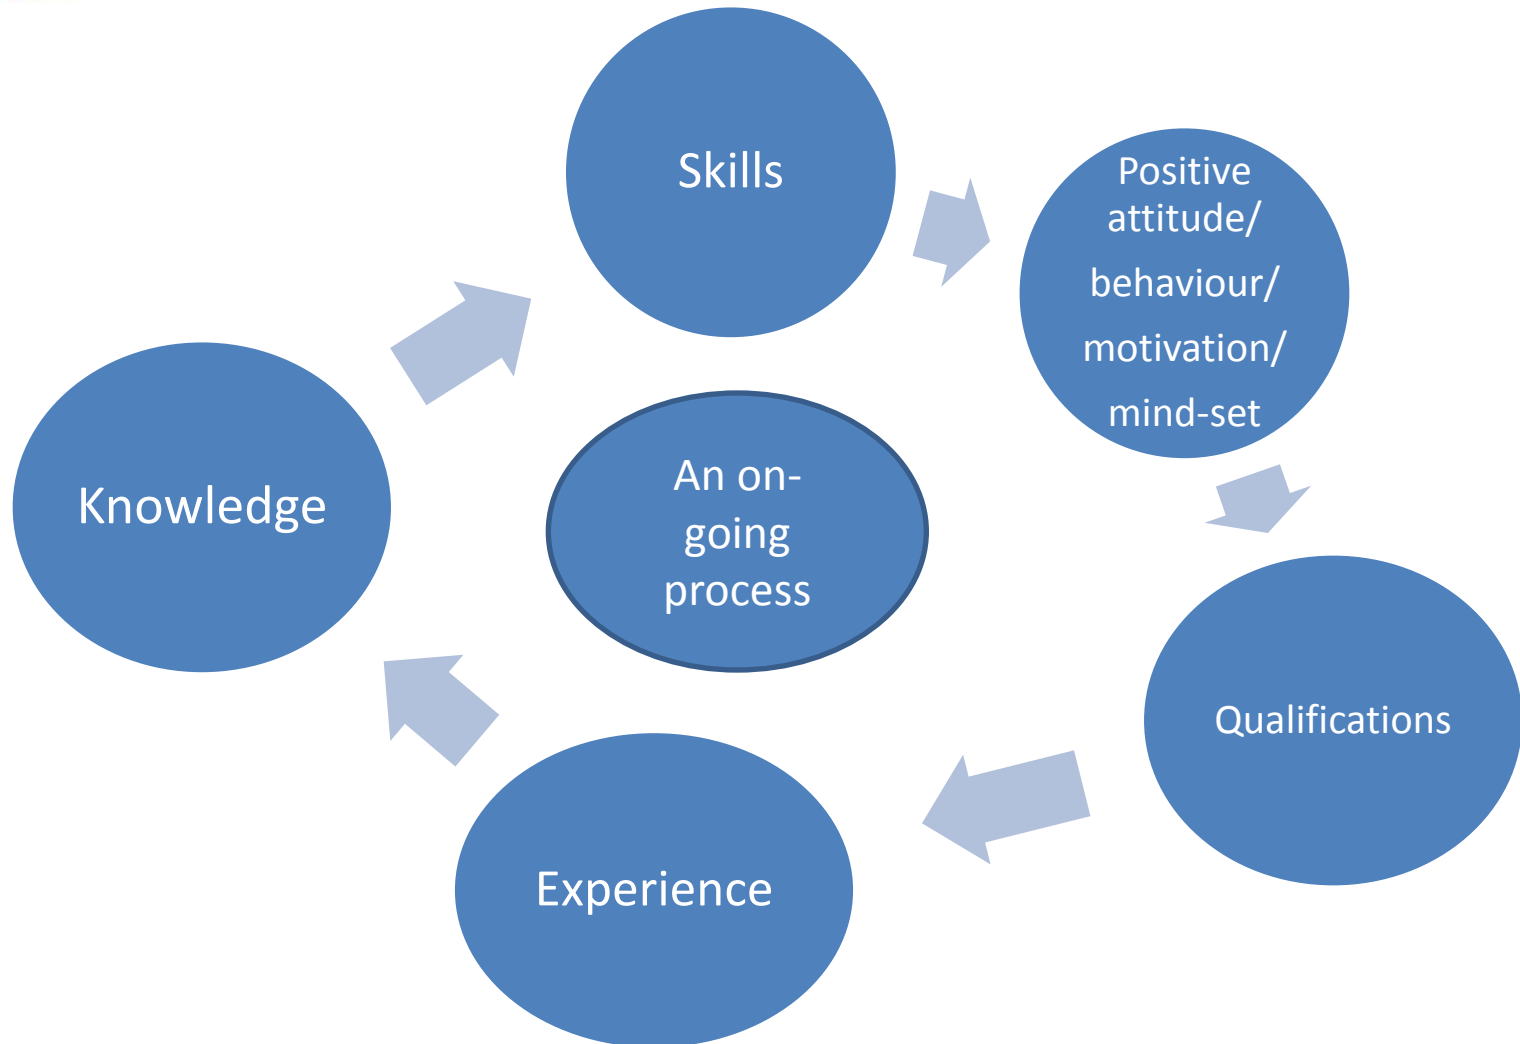 Skills
Positive
attitude/
behaviour/
motivation/
mind-set
Knowledge
An on-
going
process
Qualifications
Experience